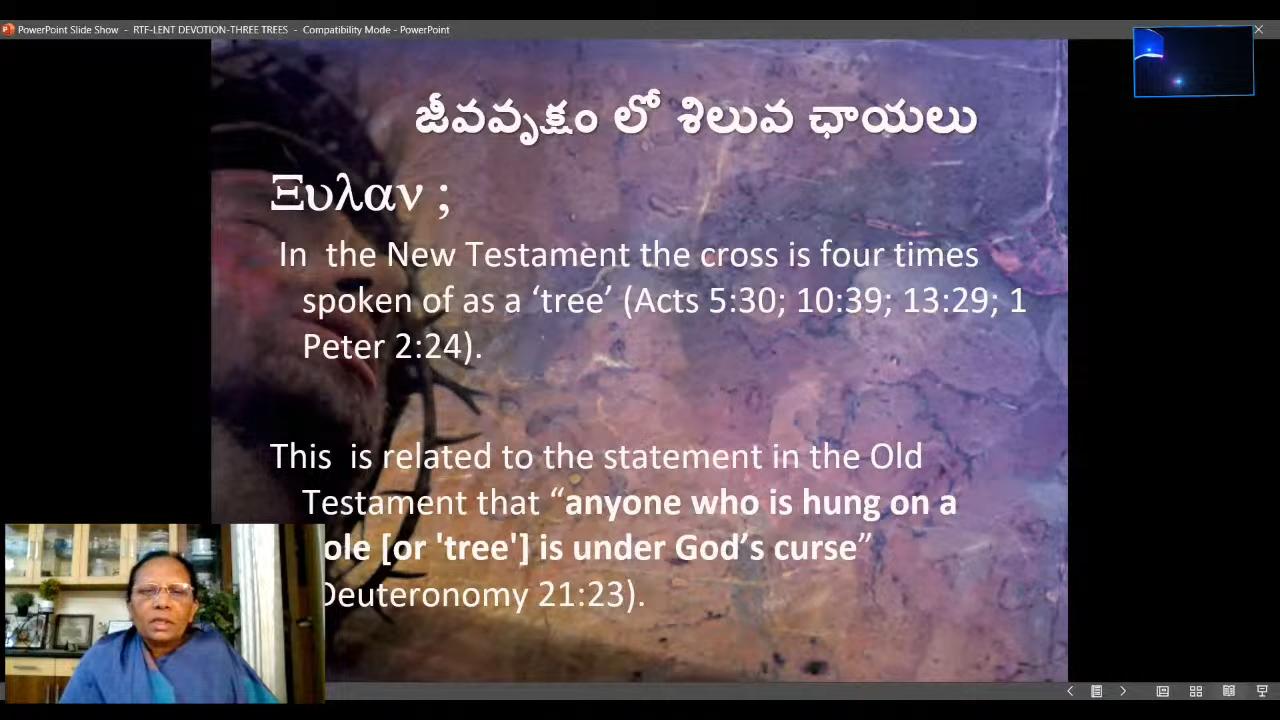 PowerPoint Slide Show - RTF-LENT DEVOTION-THREE TREES - Compatibility Mode - PowerPoint
జీవవృక్షం లో శిలువ ఛాయలు
Ξυλαν ;
In the New Testament the cross is four times
spoken of as a ‘tree’ (Acts 5:30; 10:39; 13:29; 1
Peter 2:24).
This is related to the statement in the Old
Testament that “anyone who is hung on a
ole [or 'tree'] is under God’s curse”
Deuteronomy 21:23).